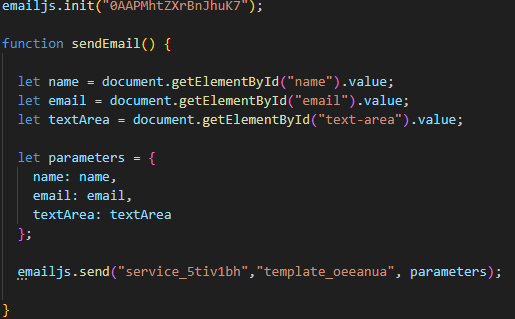 emailjs.init("0AAPMhtZXrBnJhuK7");
function sendEmail() {
let name = document.getElementById("name").value;
let email = document.getElementById("email").value;
let textArea = document.getElementById("text-area").value;
let parameters = {
name: name,
email: email,
textArea: textArea
};
emailjs.send("service_5tiv1bh","template_oeeanua", parameters);
}